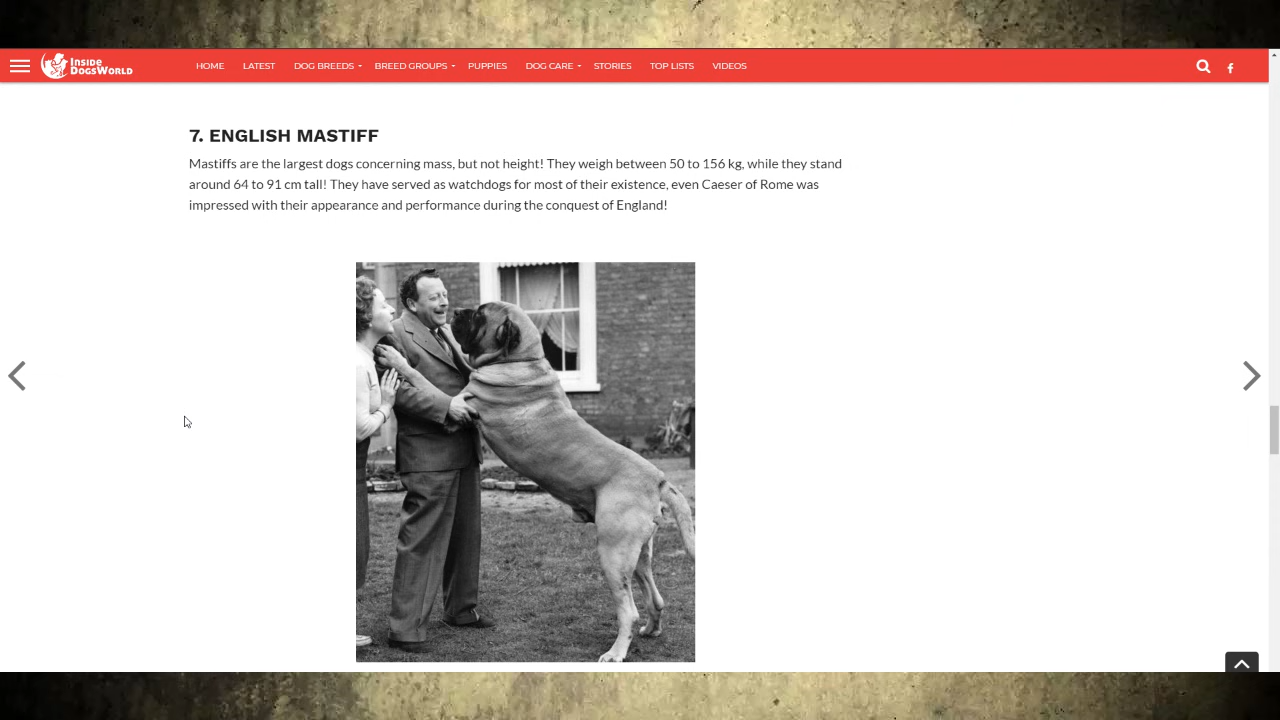 INSIDE
DOGSWORLD
HOME LATEST DOG BREEDS BREED GROUPS PUPPIES DOG CARE STORIES TOP LISTS VIDEOS
7. ENGLISH MASTIFF
Mastiffs are the largest dogs concerning mass, but not height! They weigh between 50 to 156 kg, while they stand
around 64 to 91 cm tall! They have served as watchdogs for most of their existence, even Caeser of Rome was
impressed with their appearance and performance during the conquest of England!